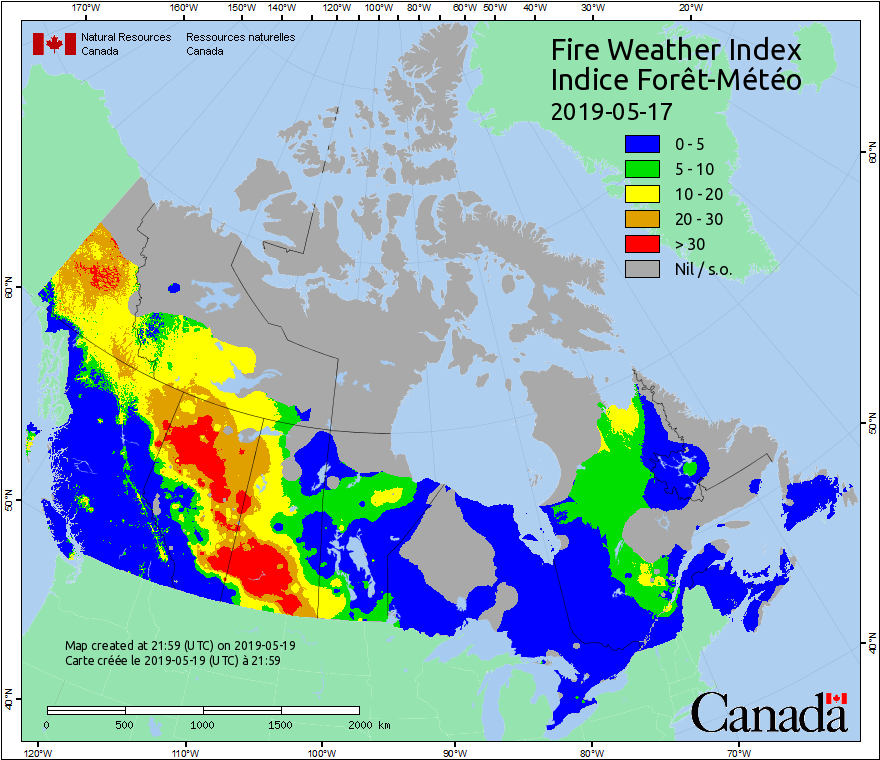 170°W 160°W 150°W 140°W 120°W 100°W 80°W 60°W 50°W 40°W 30°W 20°W
Natural Resources Canada
Ressources naturelles Canada
Fire Weather Index
Indice Forêt-Météo
2019-05-17
0 - 5
5 - 10
10 - 20
20 - 30
> 30
Nil / s.o.
60°N
60°N
50°N
50°N
40°N
40°N
Map created at 21:59 (UTC) on 2019-05-19
Carte créée le 2019-05-19 (UTC) à 21:59
0 500 1000 1500 2000 km
Canada
120°W 110°W 100°W 90°W 80°W 70°W